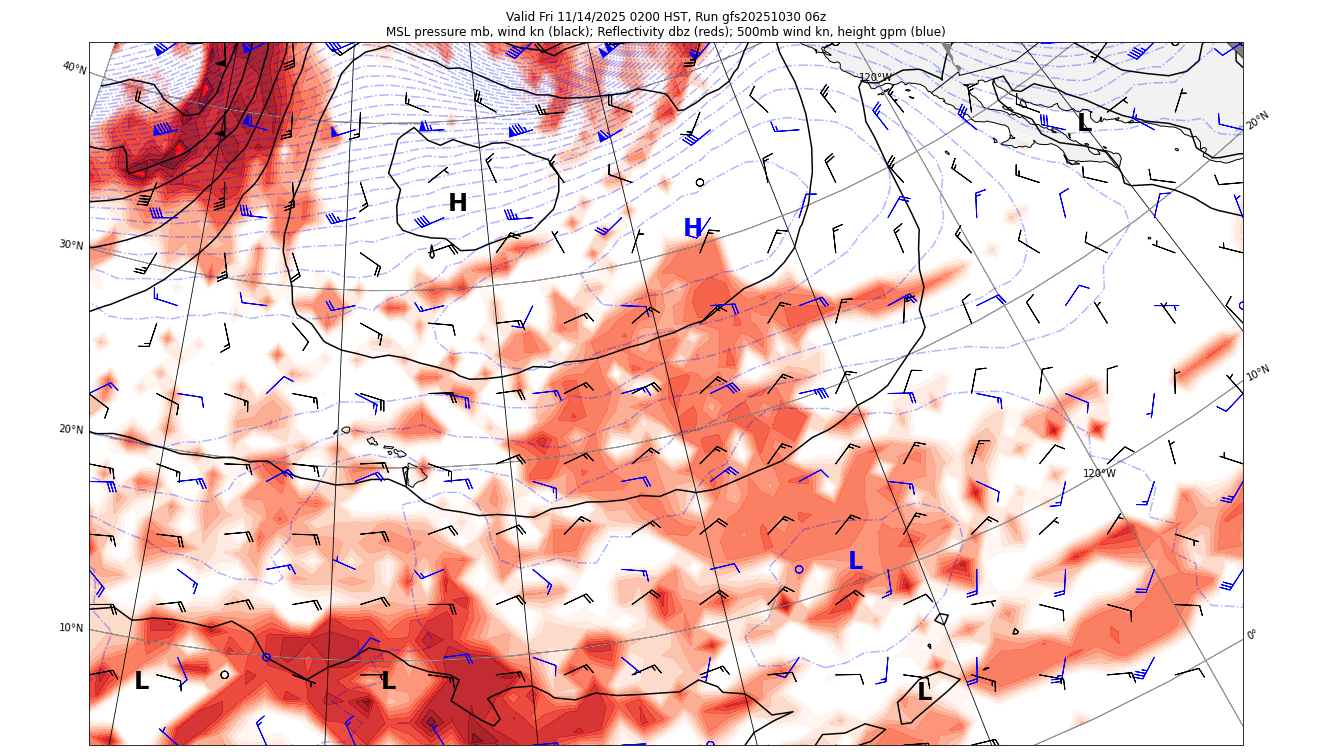 Valid Fri 11/14/2025 0200 HST, Run gfs20251030 06z
MSL pressure mb, wind kn (black); Reflectivity dbz (reds); 500mb wind kn, height gpm (blue)
40°N
120°W
L
20°N
H
H
30°N
10°N
20°N
120°W
L
10°N
0°
L
L
L